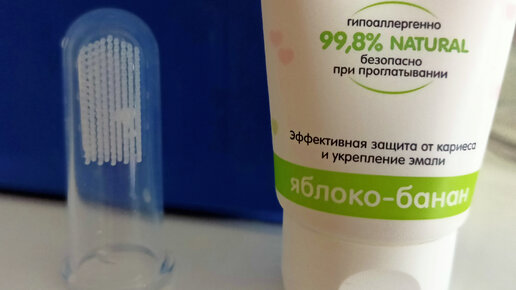 гипоаллергенно
99,8% NATURAL
безопасно
при проглатывании
Эффективная защита от кариеса
и укрепление эмали
яблоко-банан